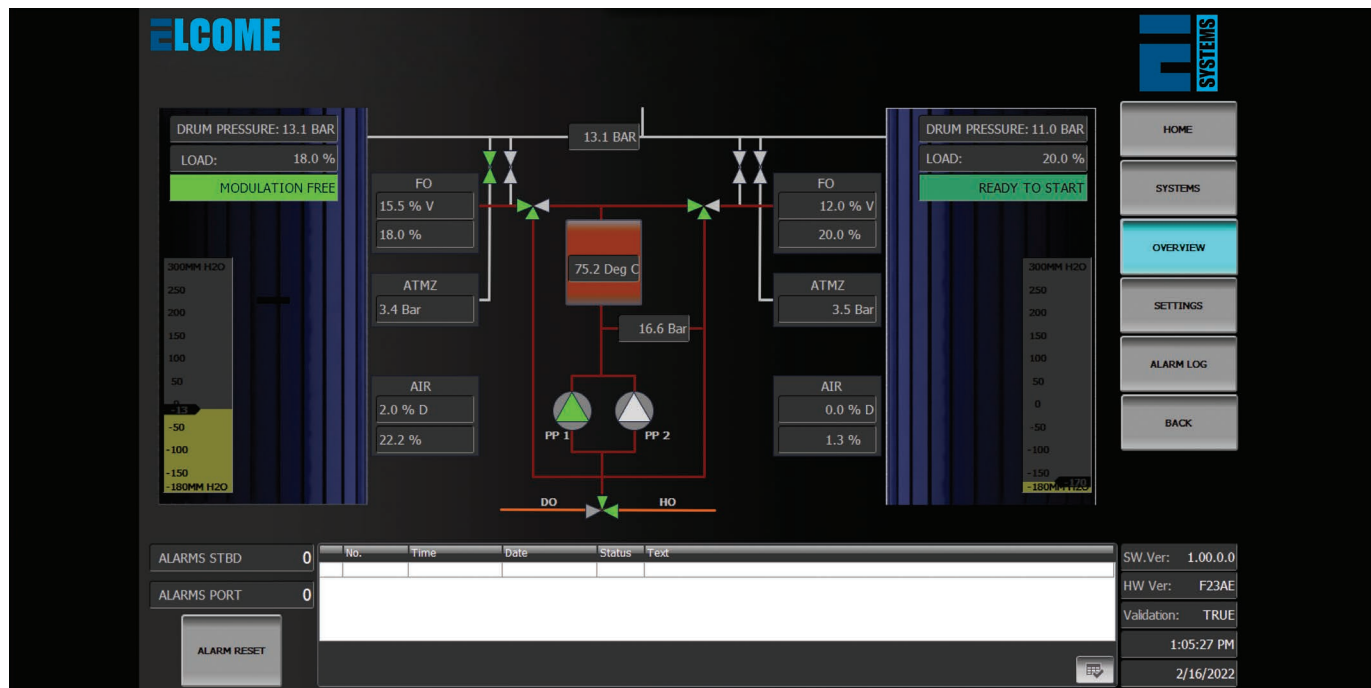 ELCOME
SYSTEMS
DRUM PRESSURE: 13.1 BAR
LOAD: 18.0 %
MODULATION FREE
300MM H2O
250
200
150
100
50
0
-13
-50
-100
-150
-180MM H2O
FO
15.5 % V
18.0 %
ATMZ
3.4 Bar
AIR
2.0 % D
22.2 %
13.1 BAR
75.2 Deg C
16.6 Bar
PP 1
PP 2
DO
HO
FO
12.0 % V
20.0 %
ATMZ
3.5 Bar
AIR
0.0 % D
1.3 %
DRUM PRESSURE: 11.0 BAR
LOAD: 20.0 %
READY TO START
300MM H2O
250
200
150
100
50
0
-50
-100
-150
-170
-180MM H2O
HOME
SYSTEMS
OVERVIEW
SETTINGS
ALARM LOG
BACK
ALARMS STBD 0
ALARMS PORT 0
ALARM RESET
No. Time Date Status Text
SW.Ver: 1.00.0.0
HW Ver: F23AE
Validation: TRUE
1:05:27 PM
2/16/2022